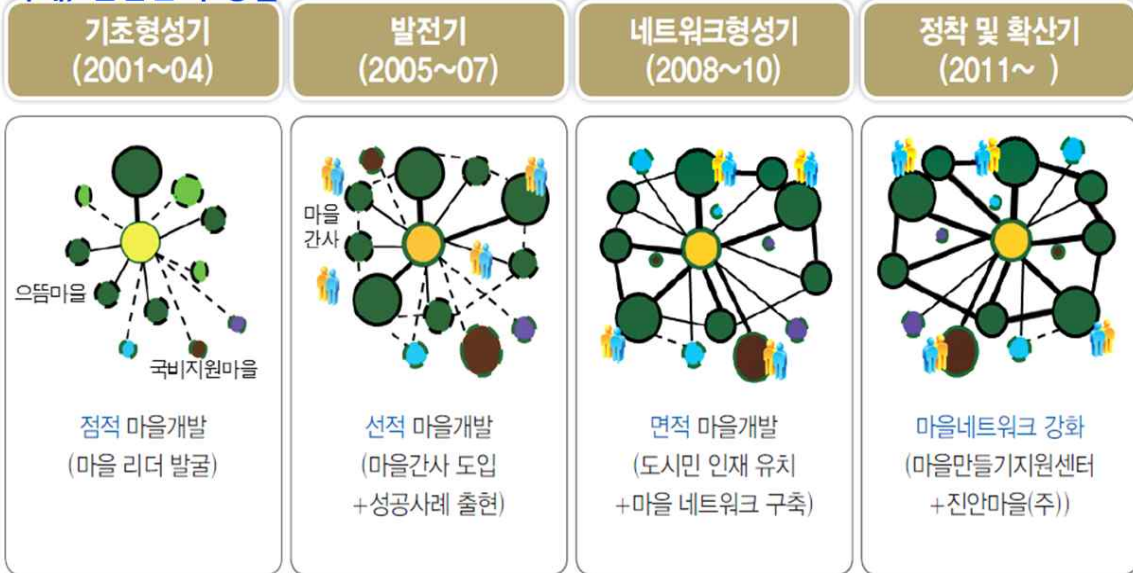 기초형성기
(2001~04)
발전기
(2005~07)
네트워크형성기
(2008~10)
정착 및 확산기
(2011~ )
으뜸마을
국비지원마을
마을
간사
점적 마을개발
(마을 리더 발굴)
선적 마을개발
(마을간사 도입
+성공사례 출현)
면적 마을개발
(도시민 인재 유치
+마을 네트워크 구축)
마을네트워크 강화
(마을만들기지원센터
+진안마을(주))